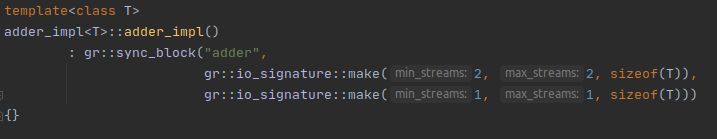 template<class T>
adder_impl<T>::adder_impl()
        : gr::sync_block("adder",
                         gr::io_signature::make( min_streams: 2,  max_streams: 2, sizeof(T)),
                         gr::io_signature::make( min_streams: 1,  max_streams: 1, sizeof(T)))
{}